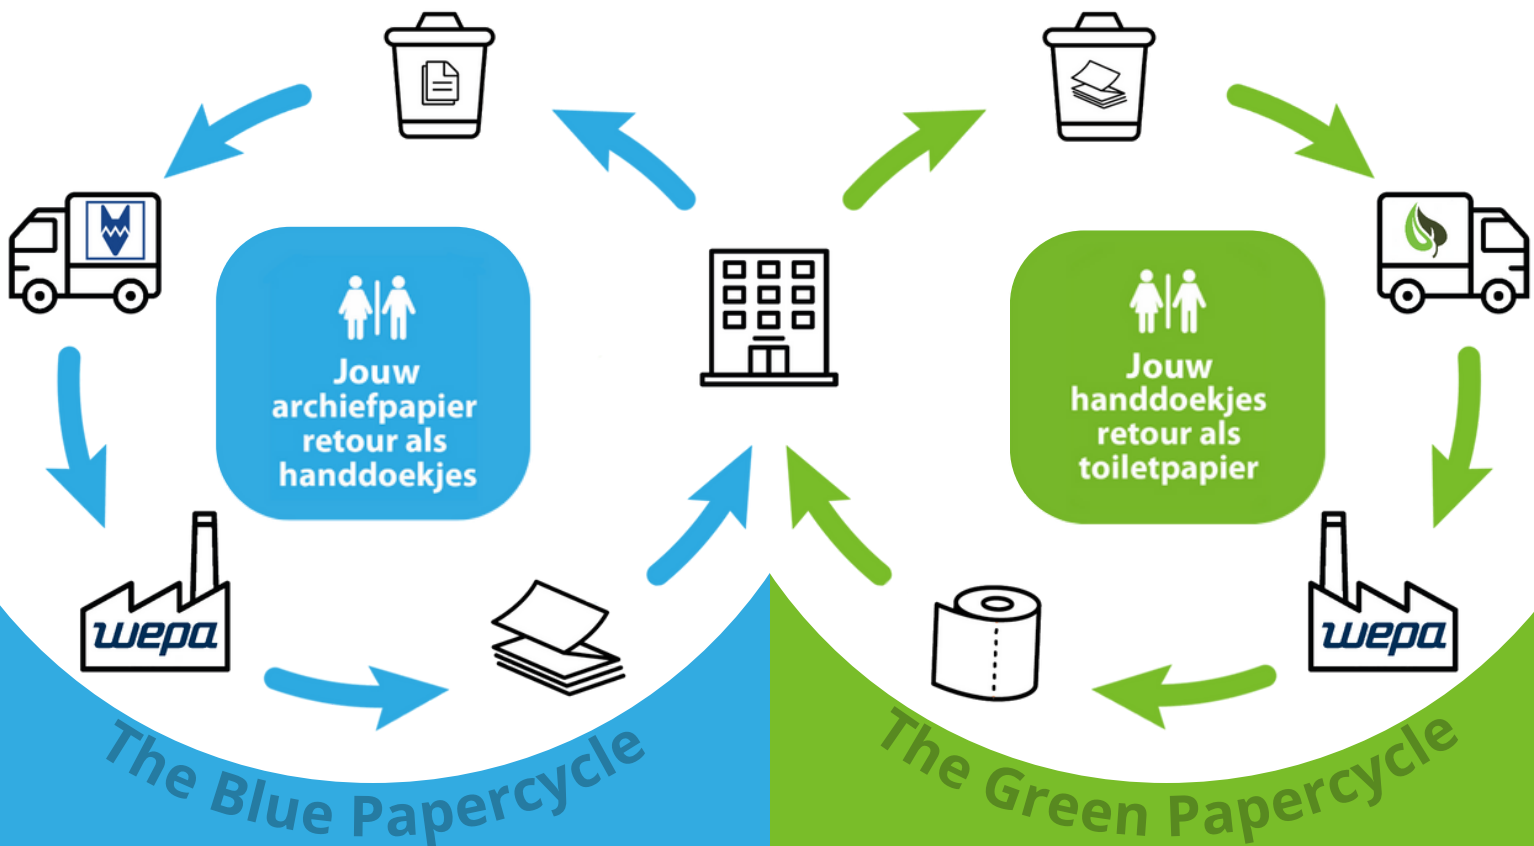 Jouw
archiefpapier
retour als
handdoekjes
Jouw
handdoekjes
retour als
toiletpapier
wepa
wepa
The Blue Papercycle
The Green Papercycle